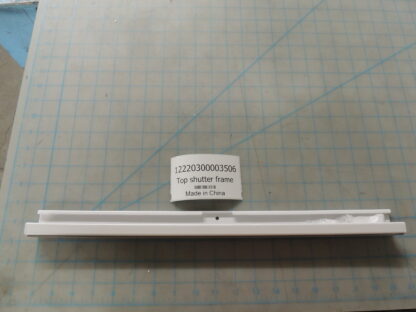 12220300003506
Top shutter frame
Made in China